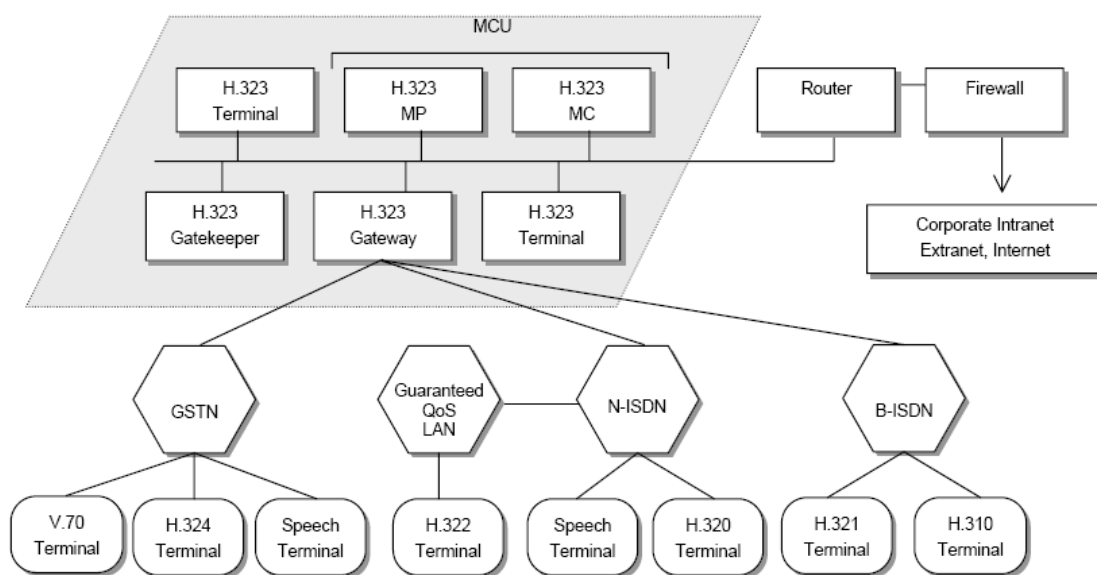 MCU
H.323
Terminal
H.323
MP
H.323
MC
Router
Firewall
H.323
Gatekeeper
H.323
Gateway
H.323
Terminal
Corporate Intranet
Extranet, Internet
GSTN
Guaranteed
QoS
LAN
N-ISDN
B-ISDN
V.70
Terminal
H.324
Terminal
Speech
Terminal
H.322
Terminal
Speech
Terminal
H.320
Terminal
H.321
Terminal
H.310
Terminal